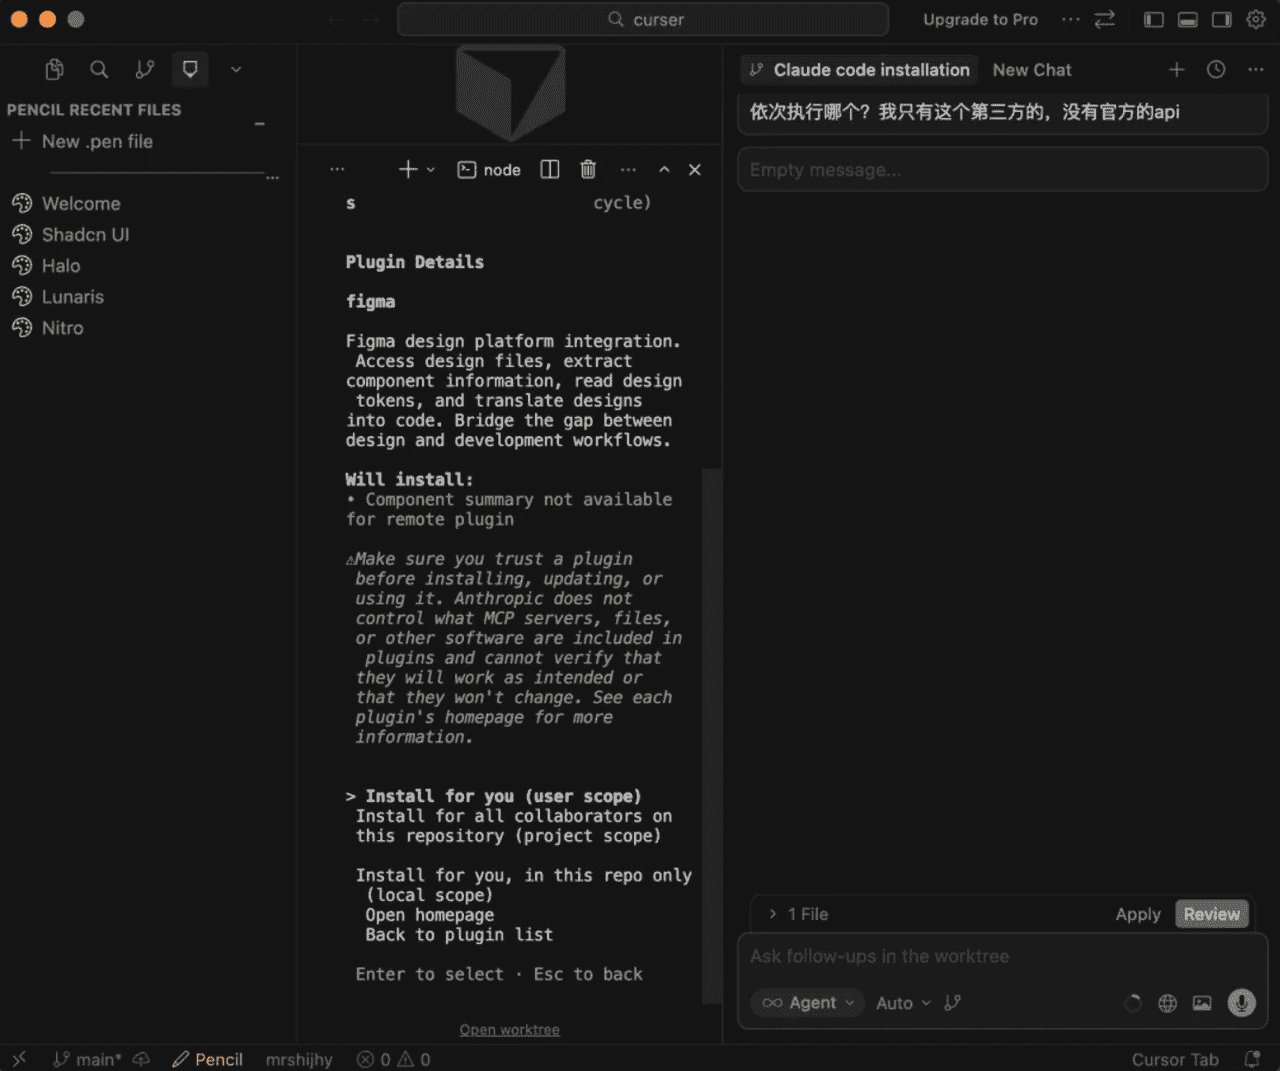 curser
Upgrade to Pro
PENCIL RECENT FILES
New .pen file
Welcome
Shadcn UI
Halo
Lunaris
Nitro
node
s cycle)
Plugin Details
figma
Figma design platform integration.
Access design files, extract
component information, read design
tokens, and translate designs
into code. Bridge the gap between
design and development workflows.
Will install:
• Component summary not available
for remote plugin
⚠Make sure you trust a plugin
before installing, updating, or
using it. Anthropic does not
control what MCP servers, files,
or other software are included in
plugins and cannot verify that
they will work as intended or
that they won't change. See each
plugin's homepage for more
information.
> Install for you (user scope)
Install for all collaborators on
this repository (project scope)
Install for you, in this repo only
(local scope)
Open homepage
Back to plugin list
Enter to select · Esc to back
Open worktree
Claude code installation New Chat
依次执行哪个？我只有这个第三方的，没有官方的api
Empty message...
1 File Apply Review
Ask follow-ups in the worktree
Agent Auto
main* Pencil mrshijhy 0 0 Cursor Tab